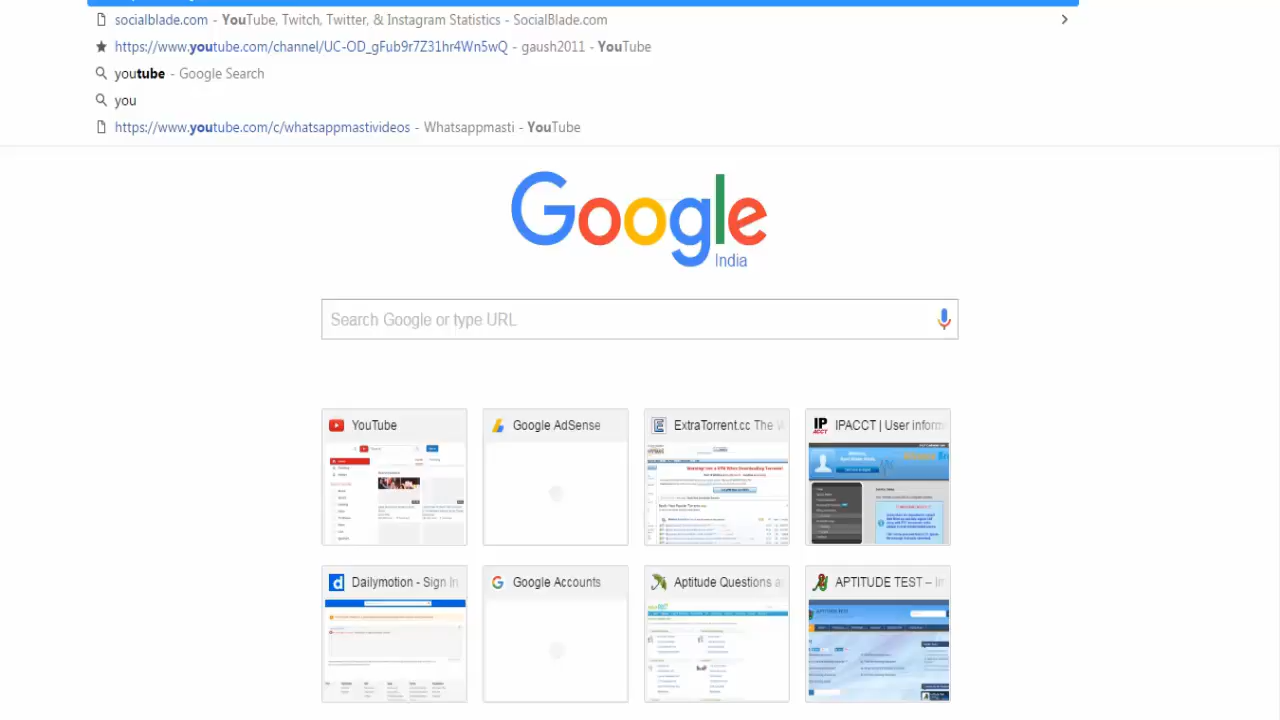 socialblade.com - YouTube, Twitch, Twitter, & Instagram Statistics - SocialBlade.com
https://www.youtube.com/channel/UC-OD_gFub9r7Z31hr4Wn5wQ - gaush2011 - YouTube
youtube - Google Search
you
https://www.youtube.com/c/whatsappmastivideos - Whatsappmasti - YouTube
Google
India
Search Google or type URL
YouTube
Google AdSense
ExtraTorrent.cc The W
IPACCT | User inform
Dailymotion - Sign In
Google Accounts
Aptitude Questions a
APTITUDE TEST – Im